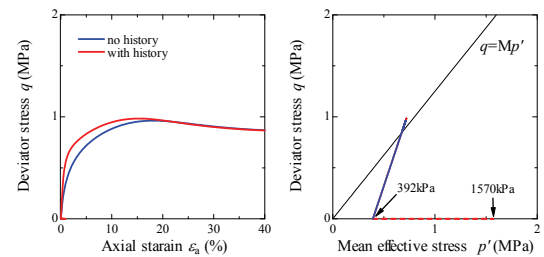 Deviator stress q (MPa)
2
1
0
0 10 20 30 40
Axial starain εa (%)
no history
with history
Deviator stress q (MPa)
2
1
0
0 1 2
Mean effective stress p′ (MPa)
q=Mp′
392kPa
1570kPa